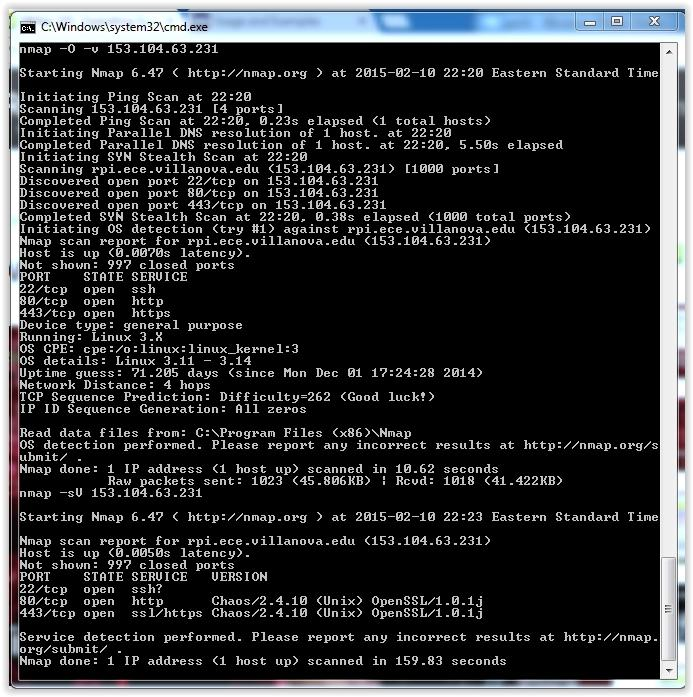 C:\Windows\system32\cmd.exe
nmap -O -v 153.104.63.231
Starting Nmap 6.47 ( http://nmap.org ) at 2015-02-10 22:20 Eastern Standard Time
Initiating Ping Scan at 22:20
Scanning 153.104.63.231 [4 ports]
Completed Ping Scan at 22:20, 0.23s elapsed (1 total hosts)
Initiating Parallel DNS resolution of 1 host. at 22:20
Completed Parallel DNS resolution of 1 host. at 22:20, 5.50s elapsed
Initiating SYN Stealth Scan at 22:20
Scanning rpi.ece.villanova.edu (153.104.63.231) [1000 ports]
Discovered open port 22/tcp on 153.104.63.231
Discovered open port 80/tcp on 153.104.63.231
Discovered open port 443/tcp on 153.104.63.231
Completed SYN Stealth Scan at 22:20, 0.38s elapsed (1000 total ports)
Initiating OS detection (try #1) against rpi.ece.villanova.edu (153.104.63.231)
Nmap scan report for rpi.ece.villanova.edu (153.104.63.231)
Host is up (0.0070s latency).
Not shown: 997 closed ports
PORT    STATE SERVICE
22/tcp  open  ssh
80/tcp  open  http
443/tcp open  https
Device type: general purpose
Running: Linux 3.X
OS CPE: cpe:/o:linux:linux_kernel:3
OS details: Linux 3.11 - 3.14
Uptime guess: 71.205 days (since Mon Dec 01 17:24:28 2014)
Network Distance: 4 hops
TCP Sequence Prediction: Difficulty=262 (Good luck!)
IP ID Sequence Generation: All zeros
Read data files from: C:\Program Files (x86)\Nmap
OS detection performed. Please report any incorrect results at http://nmap.org/s
ubmit/ .
Nmap done: 1 IP address (1 host up) scanned in 10.62 seconds
Raw packets sent: 1023 (45.806KB) ¦ Rcvd: 1018 (41.422KB)
nmap -sV 153.104.63.231
Starting Nmap 6.47 ( http://nmap.org ) at 2015-02-10 22:23 Eastern Standard Time
Nmap scan report for rpi.ece.villanova.edu (153.104.63.231)
Host is up (0.0050s latency).
Not shown: 997 closed ports
PORT    STATE SERVICE   VERSION
22/tcp  open  ssh?
80/tcp  open  http      Chaos/2.4.10 (Unix) OpenSSL/1.0.1j
443/tcp open  ssl/https Chaos/2.4.10 (Unix) OpenSSL/1.0.1j
Service detection performed. Please report any incorrect results at http://nmap.
org/submit/ .
Nmap done: 1 IP address (1 host up) scanned in 159.83 seconds